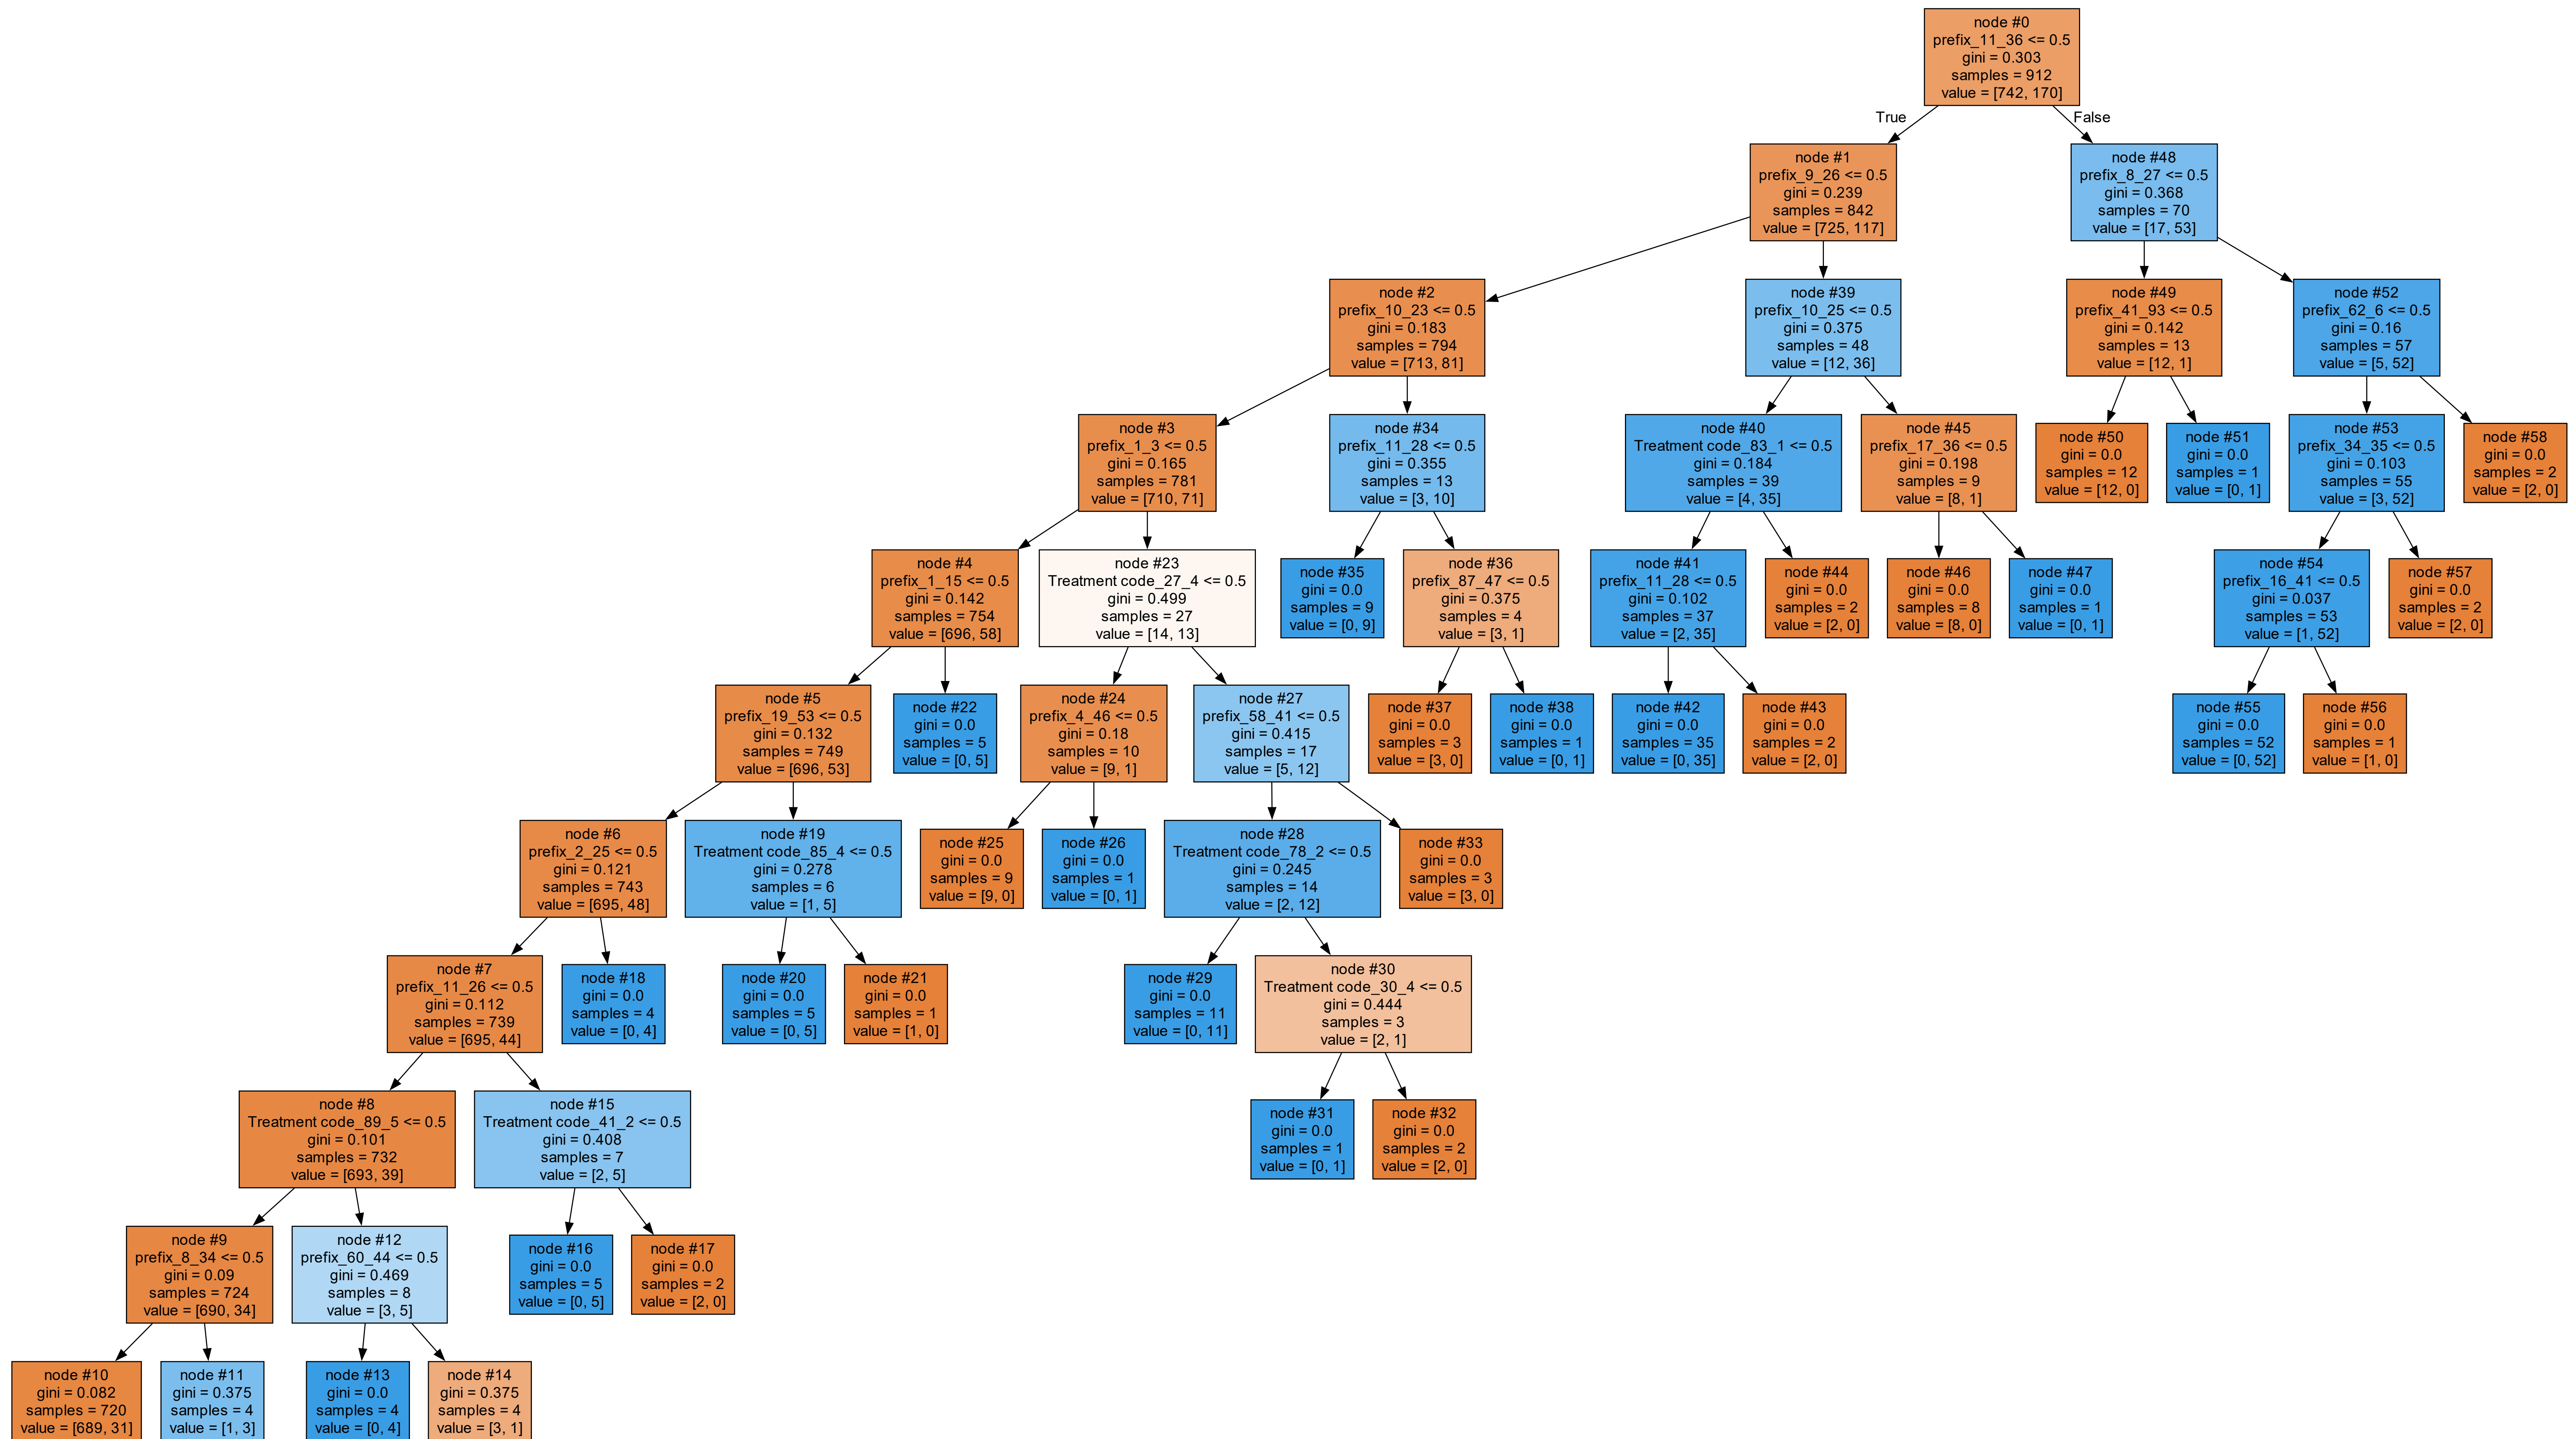 node #0
prefix_11_36 <= 0.5
gini = 0.303
samples = 912
value = [742, 170]
True
False
node #1
prefix_9_26 <= 0.5
gini = 0.239
samples = 842
value = [725, 117]
node #48
prefix_8_27 <= 0.5
gini = 0.368
samples = 70
value = [17, 53]
node #2
prefix_10_23 <= 0.5
gini = 0.183
samples = 794
value = [713, 81]
node #39
prefix_10_25 <= 0.5
gini = 0.375
samples = 48
value = [12, 36]
node #49
prefix_41_93 <= 0.5
gini = 0.142
samples = 13
value = [12, 1]
node #52
prefix_62_6 <= 0.5
gini = 0.16
samples = 57
value = [5, 52]
node #3
prefix_1_3 <= 0.5
gini = 0.165
samples = 781
value = [710, 71]
node #34
prefix_11_28 <= 0.5
gini = 0.355
samples = 13
value = [3, 10]
node #40
Treatment code_83_1 <= 0.5
gini = 0.184
samples = 39
value = [4, 35]
node #45
prefix_17_36 <= 0.5
gini = 0.198
samples = 9
value = [8, 1]
node #50
gini = 0.0
samples = 12
value = [12, 0]
node #51
gini = 0.0
samples = 1
value = [0, 1]
node #53
prefix_34_35 <= 0.5
gini = 0.103
samples = 55
value = [3, 52]
node #58
gini = 0.0
samples = 2
value = [2, 0]
node #4
prefix_1_15 <= 0.5
gini = 0.142
samples = 754
value = [696, 58]
node #23
Treatment code_27_4 <= 0.5
gini = 0.499
samples = 27
value = [14, 13]
node #35
gini = 0.0
samples = 9
value = [0, 9]
node #36
prefix_87_47 <= 0.5
gini = 0.375
samples = 4
value = [3, 1]
node #41
prefix_11_28 <= 0.5
gini = 0.102
samples = 37
value = [2, 35]
node #44
gini = 0.0
samples = 2
value = [2, 0]
node #46
gini = 0.0
samples = 8
value = [8, 0]
node #47
gini = 0.0
samples = 1
value = [0, 1]
node #54
prefix_16_41 <= 0.5
gini = 0.037
samples = 53
value = [1, 52]
node #57
gini = 0.0
samples = 2
value = [2, 0]
node #5
prefix_19_53 <= 0.5
gini = 0.132
samples = 749
value = [696, 53]
node #22
gini = 0.0
samples = 5
value = [0, 5]
node #24
prefix_4_46 <= 0.5
gini = 0.18
samples = 10
value = [9, 1]
node #27
prefix_58_41 <= 0.5
gini = 0.415
samples = 17
value = [5, 12]
node #37
gini = 0.0
samples = 3
value = [3, 0]
node #38
gini = 0.0
samples = 1
value = [0, 1]
node #42
gini = 0.0
samples = 35
value = [0, 35]
node #43
gini = 0.0
samples = 2
value = [2, 0]
node #55
gini = 0.0
samples = 52
value = [0, 52]
node #56
gini = 0.0
samples = 1
value = [1, 0]
node #6
prefix_2_25 <= 0.5
gini = 0.121
samples = 743
value = [695, 48]
node #19
Treatment code_85_4 <= 0.5
gini = 0.278
samples = 6
value = [1, 5]
node #25
gini = 0.0
samples = 9
value = [9, 0]
node #26
gini = 0.0
samples = 1
value = [0, 1]
node #28
Treatment code_78_2 <= 0.5
gini = 0.245
samples = 14
value = [2, 12]
node #33
gini = 0.0
samples = 3
value = [3, 0]
node #7
prefix_11_26 <= 0.5
gini = 0.112
samples = 739
value = [695, 44]
node #18
gini = 0.0
samples = 4
value = [0, 4]
node #20
gini = 0.0
samples = 5
value = [0, 5]
node #21
gini = 0.0
samples = 1
value = [1, 0]
node #29
gini = 0.0
samples = 11
value = [0, 11]
node #30
Treatment code_30_4 <= 0.5
gini = 0.444
samples = 3
value = [2, 1]
node #8
Treatment code_89_5 <= 0.5
gini = 0.101
samples = 732
value = [693, 39]
node #15
Treatment code_41_2 <= 0.5
gini = 0.408
samples = 7
value = [2, 5]
node #31
gini = 0.0
samples = 1
value = [0, 1]
node #32
gini = 0.0
samples = 2
value = [2, 0]
node #9
prefix_8_34 <= 0.5
gini = 0.09
samples = 724
value = [690, 34]
node #12
prefix_60_44 <= 0.5
gini = 0.469
samples = 8
value = [3, 5]
node #16
gini = 0.0
samples = 5
value = [0, 5]
node #17
gini = 0.0
samples = 2
value = [2, 0]
node #10
gini = 0.082
samples = 720
value = [689, 31]
node #11
gini = 0.375
samples = 4
value = [1, 3]
node #13
gini = 0.0
samples = 4
value = [0, 4]
node #14
gini = 0.375
samples = 4
value = [3, 1]